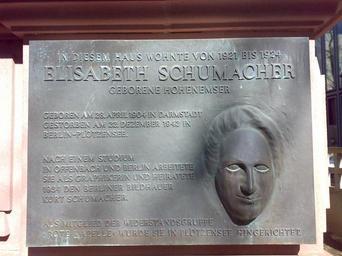 IN DIESEM HAUS WOHNTE VON 1921 BIS 1924
ELISABETH SCHUMACHER
GEBORENE HOHENEMSER
GEBOREN AM 28. APRIL 1904 IN DARMSTADT
GESTORBEN AM 22. DEZEMBER 1942 IN
BERLIN-PLÖTZENSEE
NACH EINEM STUDIUM
IN OFFENBACH UND BERLIN ARBEITETE
SIE ALS GRAPHIKERIN UND HEIRATETE
1934 DEN BERLINER BILDHAUER
KURT SCHUMACHER.
ALS MITGLIED DER WIDERSTANDSGRUPPE
"ROTE KAPELLE" WURDE SIE IN PLÖTZENSEE HINGERICHTET.